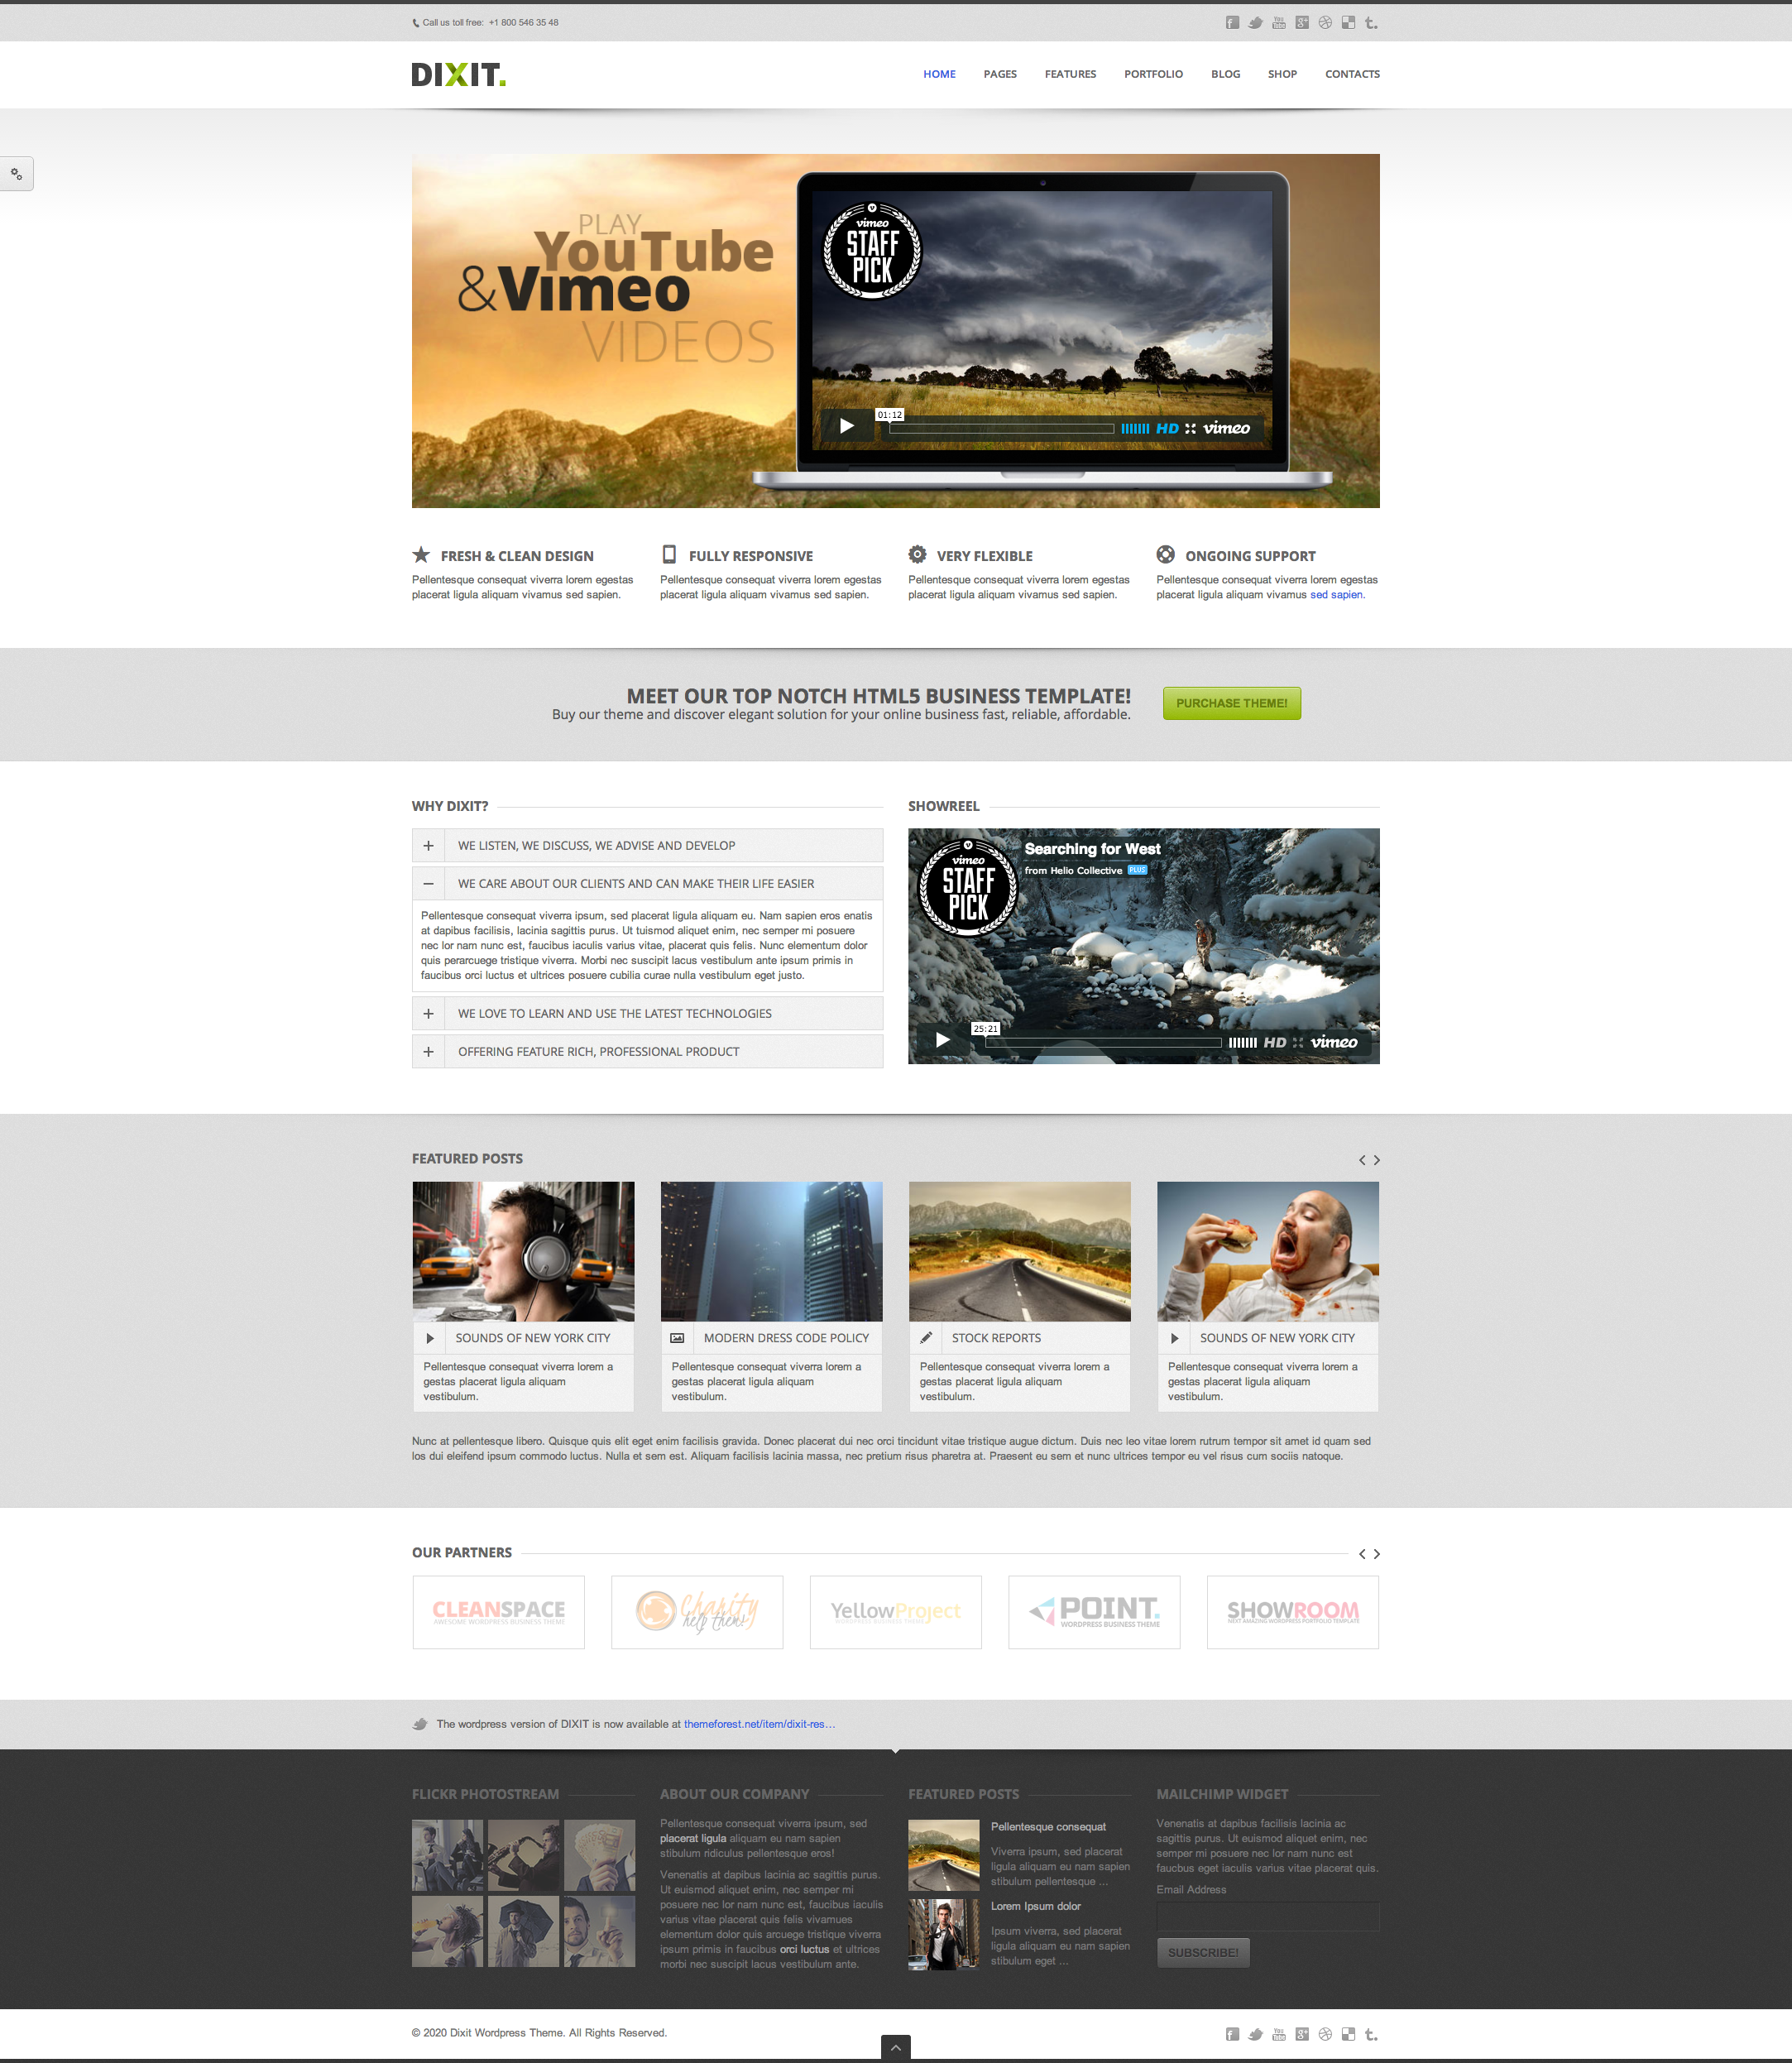 Call us toll free: +1 800 546 35 48
DIXIT.
HOME PAGES FEATURES PORTFOLIO BLOG SHOP CONTACTS
PLAY
YouTube
&Vimeo
VIDEOS
vimeo
STAFF
PICK
01:12
HD vimeo
FRESH & CLEAN DESIGN
Pellentesque consequat viverra lorem egestas
placerat ligula aliquam vivamus sed sapien.
FULLY RESPONSIVE
Pellentesque consequat viverra lorem egestas
placerat ligula aliquam vivamus sed sapien.
VERY FLEXIBLE
Pellentesque consequat viverra lorem egestas
placerat ligula aliquam vivamus sed sapien.
ONGOING SUPPORT
Pellentesque consequat viverra lorem egestas
placerat ligula aliquam vivamus sed sapien.
MEET OUR TOP NOTCH HTML5 BUSINESS TEMPLATE!
Buy our theme and discover elegant solution for your online business fast, reliable, affordable.
PURCHASE THEME!
WHY DIXIT?
WE LISTEN, WE DISCUSS, WE ADVISE AND DEVELOP
WE CARE ABOUT OUR CLIENTS AND CAN MAKE THEIR LIFE EASIER
Pellentesque consequat viverra ipsum, sed placerat ligula aliquam eu. Nam sapien eros enatis
at dapibus facilisis, lacinia sagittis purus. Ut tuismod aliquet enim, nec semper mi posuere
nec lor nam nunc est, faucibus iaculis varius vitae, placerat quis felis. Nunc elementum dolor
quis perarcuege tristique viverra. Morbi nec suscipit lacus vestibulum ante ipsum primis in
faucibus orci luctus et ultrices posuere cubilia curae nulla vestibulum eget justo.
WE LOVE TO LEARN AND USE THE LATEST TECHNOLOGIES
OFFERING FEATURE RICH, PROFESSIONAL PRODUCT
SHOWREEL
vimeo
STAFF
PICK
Searching for West
from Helio Collective PLUS
25:21
HD vimeo
FEATURED POSTS
SOUNDS OF NEW YORK CITY
Pellentesque consequat viverra lorem a
gestas placerat ligula aliquam
vestibulum.
MODERN DRESS CODE POLICY
Pellentesque consequat viverra lorem a
gestas placerat ligula aliquam
vestibulum.
STOCK REPORTS
Pellentesque consequat viverra lorem a
gestas placerat ligula aliquam
vestibulum.
SOUNDS OF NEW YORK CITY
Pellentesque consequat viverra lorem a
gestas placerat ligula aliquam
vestibulum.
Nunc at pellentesque libero. Quisque quis elit eget enim facilisis gravida. Donec placerat dui nec orci tincidunt vitae tristique augue dictum. Duis nec leo vitae lorem rutrum tempor sit amet id quam sed
los dui eleifend ipsum commodo luctus. Nulla et sem est. Aliquam facilisis lacinia massa, nec pretium risus pharetra at. Praesent eu sem et nunc ultrices tempor eu vel risus cum sociis natoque.
OUR PARTNERS
CLEANSPACE
AWESOME WORDPRESS BUSINESS THEME
Charity
help them!
YellowProject
WORDPRESS BUSINESS THEME
POINT.
WORDPRESS BUSINESS THEME
SHOWROOM
NEXT AMAZING WORDPRESS PORTFOLIO TEMPLATE
The wordpress version of DIXIT is now available at themeforest.net/item/dixit-res...
FLICKR PHOTOSTREAM
ABOUT OUR COMPANY
Pellentesque consequat viverra ipsum, sed
placerat ligula aliquam eu nam sapien
stibulum ridiculus pellentesque eros!
Venenatis at dapibus lacinia ac sagittis purus.
Ut euismod aliquet enim, nec semper mi
posuere nec lor nam nunc est, faucibus iaculis
varius vitae placerat quis felis vivamues
elementum dolor quis arcuege tristique viverra
ipsum primis in faucibus orci luctus et ultrices
morbi nec suscipit lacus vestibulum ante.
FEATURED POSTS
Pellentesque consequat
Viverra ipsum, sed placerat
ligula aliquam eu nam sapien
stibulum pellentesque ...
Lorem Ipsum dolor
Ipsum viverra, sed placerat
ligula aliquam eu nam sapien
stibulum eget ...
MAILCHIMP WIDGET
Venenatis at dapibus facilisis lacinia ac
sagittis purus. Ut euismod aliquet enim, nec
semper mi posuere nec lor nam nunc est
faucbus eget iaculis varius vitae placerat quis.
Email Address
SUBSCRIBE!
© 2020 Dixit Wordpress Theme. All Rights Reserved.